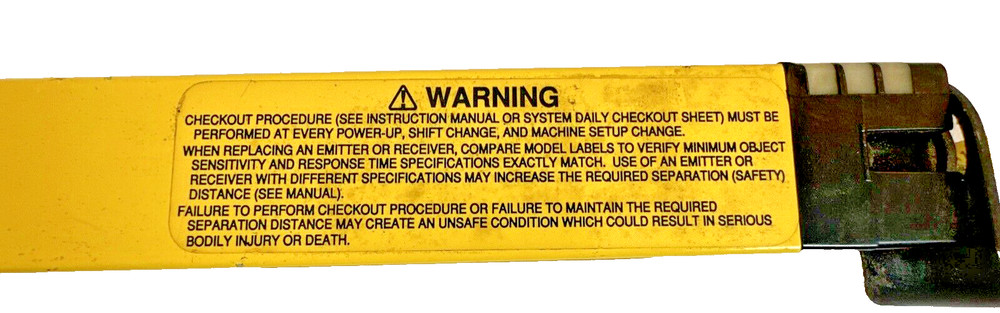 WARNING
CHECKOUT PROCEDURE (SEE INSTRUCTION MANUAL OR SYSTEM DAILY CHECKOUT SHEET) MUST BE
PERFORMED AT EVERY POWER-UP, SHIFT CHANGE, AND MACHINE SETUP CHANGE.
WHEN REPLACING AN EMITTER OR RECEIVER, COMPARE MODEL LABELS TO VERIFY MINIMUM OBJECT
SENSITIVITY AND RESPONSE TIME SPECIFICATIONS EXACTLY MATCH. USE OF AN EMITTER OR
RECEIVER WITH DIFFERENT SPECIFICATIONS MAY INCREASE THE REQUIRED SEPARATION (SAFETY)
DISTANCE (SEE MANUAL).
FAILURE TO PERFORM CHECKOUT PROCEDURE OR FAILURE TO MAINTAIN THE REQUIRED
SEPARATION DISTANCE MAY CREATE AN UNSAFE CONDITION WHICH COULD RESULT IN SERIOUS
BODILY INJURY OR DEATH.